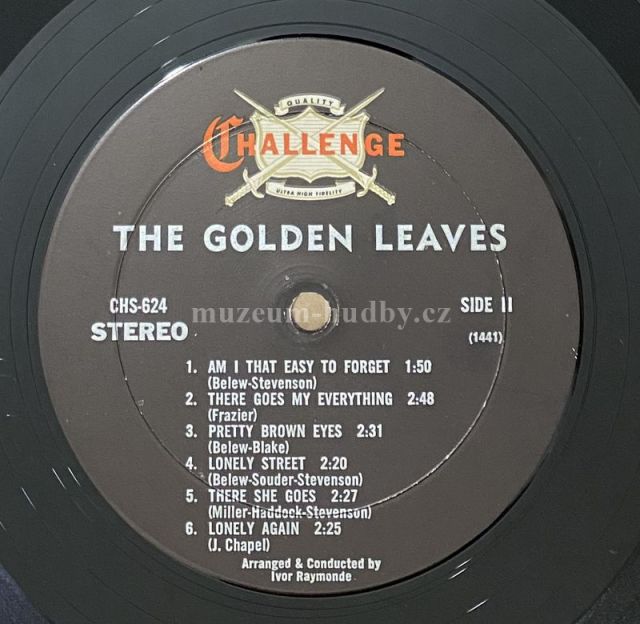 QUALITY
CHALLENGE
ULTRA HIGH FIDELITY
THE GOLDEN LEAVES
CHS-624 SIDE II
muzeum-hudby.cz
STEREO (1441)
1. AM I THAT EASY TO FORGET 1:50
(Belew-Stevenson)
2. THERE GOES MY EVERYTHING 2:48
(Frazier)
3. PRETTY BROWN EYES 2:31
(Belew-Blake)
4. LONELY STREET 2:20
(Belew-Souder-Stevenson)
5. THERE SHE GOES 2:27
(Miller-Haddock-Stevenson)
6. LONELY AGAIN 2:25
(J. Chapel)
Arranged & Conducted by
Ivor Raymonde